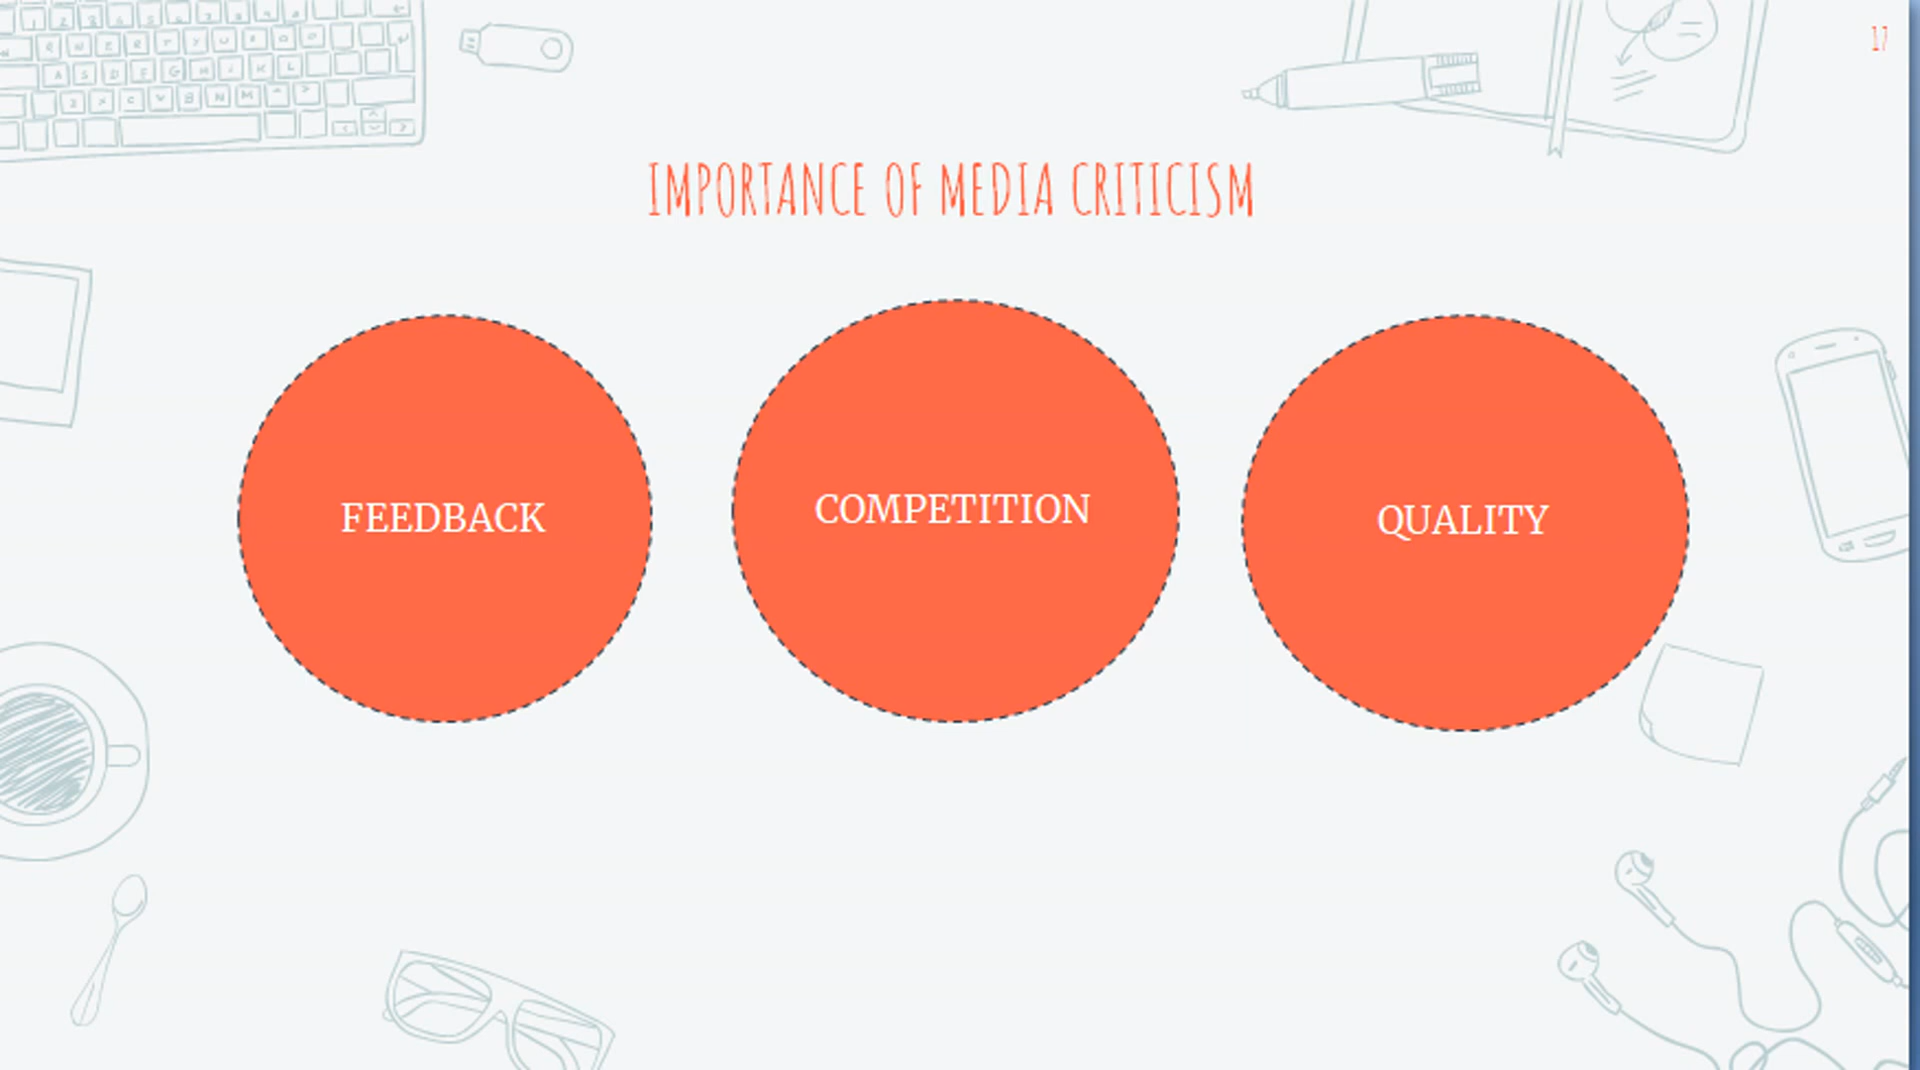 17
IMPORTANCE OF MEDIA CRITICISM
FEEDBACK
COMPETITION
QUALITY